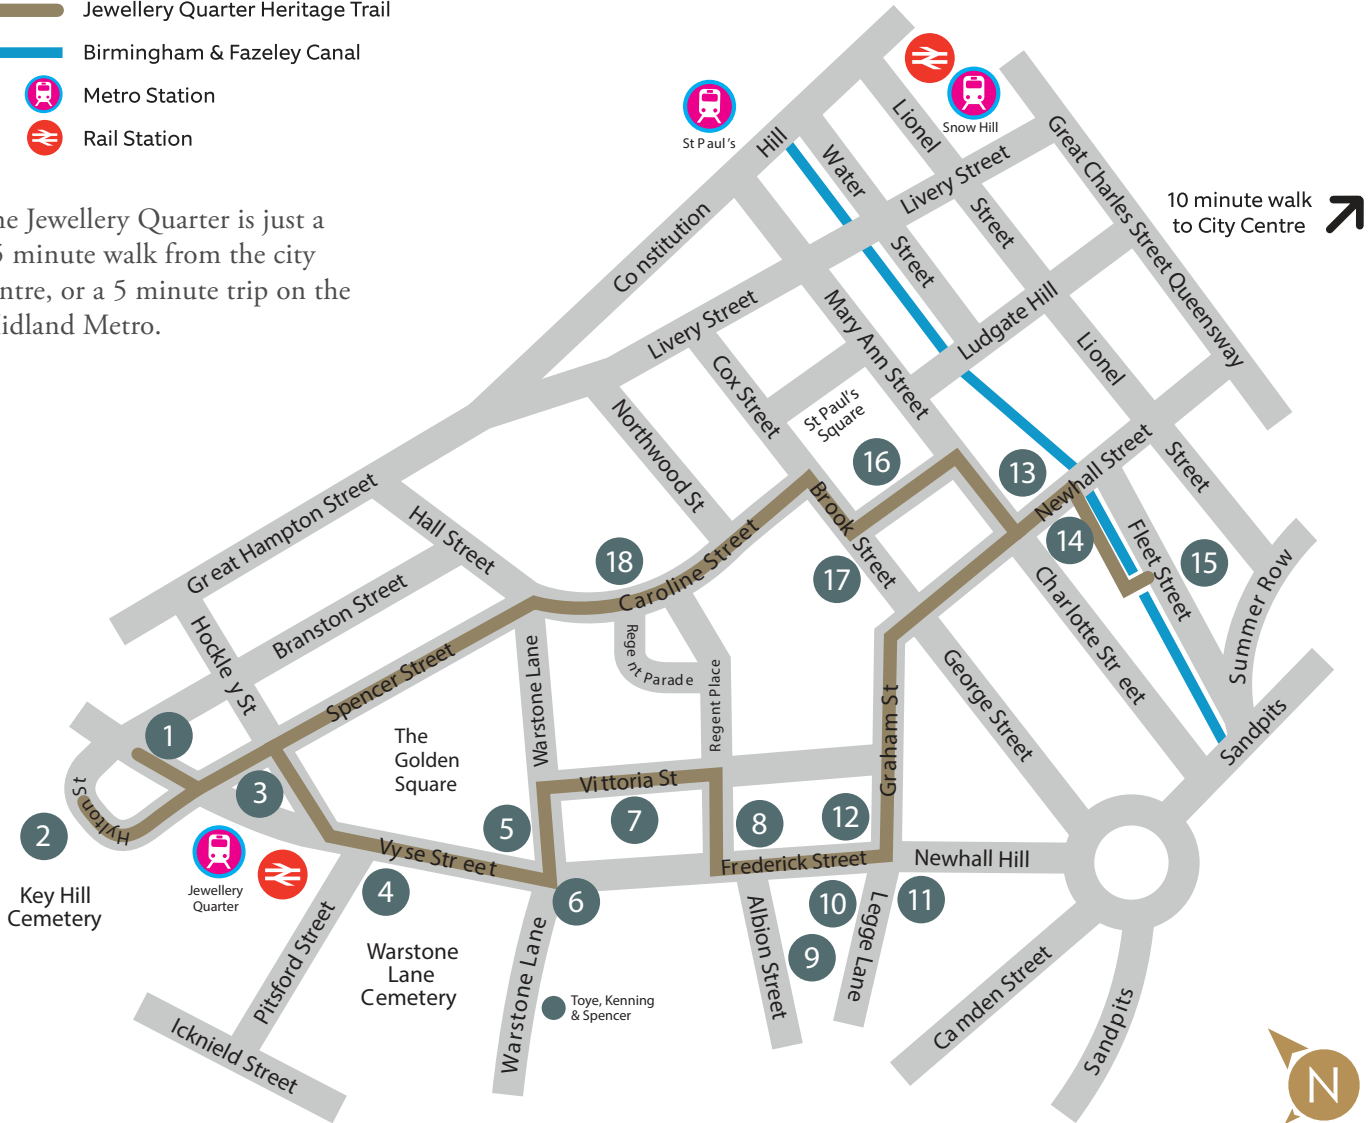 Jewellery Quarter Heritage Trail
Birmingham & Fazeley Canal
Metro Station
Rail Station
he Jewellery Quarter is just a
5 minute walk from the city
entre, or a 5 minute trip on the
Midland Metro.
St Paul's
Snow Hill
10 minute walk
to City Centre
Constitution
Hill
Water
Street
Lionel
Street
Lionel
Street
Livery Street
Great Charles Street Queensway
Livery Street
Ludgate Hill
Mary Ann Street
Cox Street
St Paul's
Square
Northwood St
Newhall Street
Great Hampton Street
Hall Street
Branston Street
Hockley St
Spencer Street
Caroline Street
Brook Street
Fleet Street
Charlotte Street
Summer Row
Sandpits
George Street
Graham St
Regent Parade
Regent Place
Warstone Lane
The
Golden
Square
Vittoria St
Vyse Street
Frederick Street
Newhall Hill
Hylton St
Key Hill
Cemetery
Jewellery
Quarter
Pitsford Street
Icknield Street
Warstone
Lane
Cemetery
Warstone Lane
Toye, Kenning
& Spencer
Albion Street
Legge Lane
Camden Street
Sandpits
1
2
3
4
5
6
7
8
9
10
11
12
13
14
15
16
17
18
N